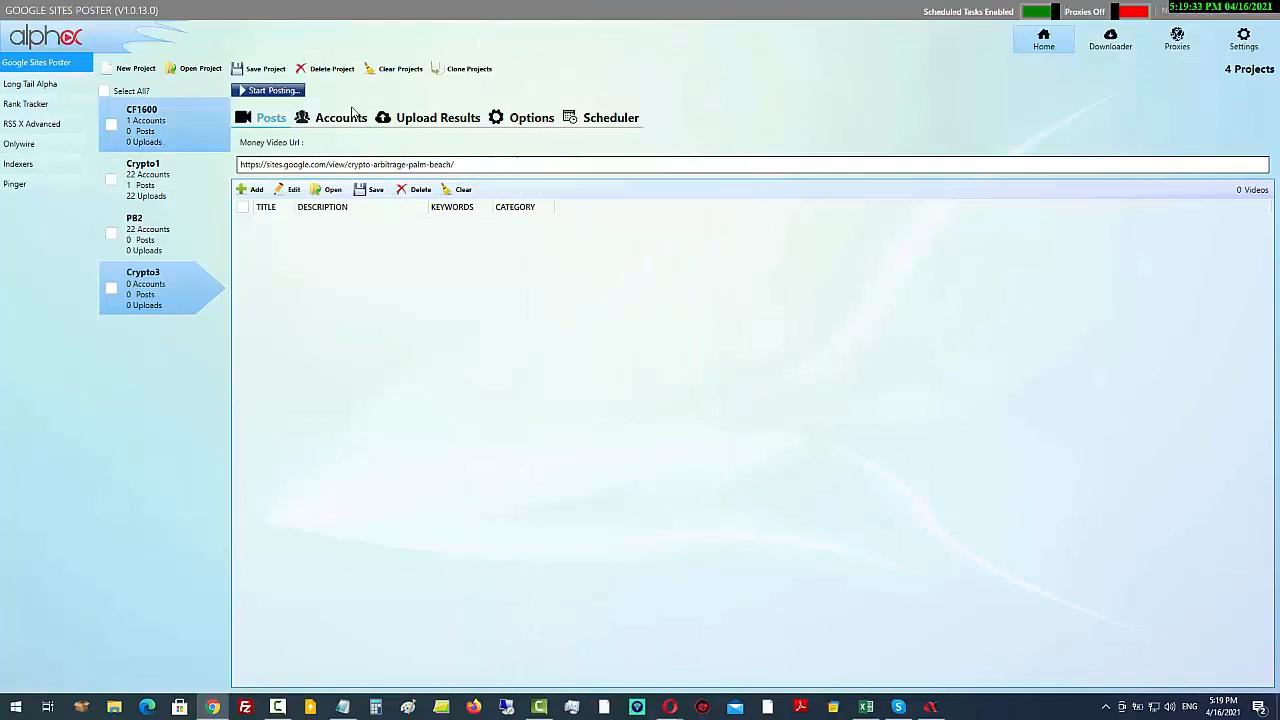 GOOGLE SITES POSTER (V1.0.13.0)
Scheduled Tasks Enabled
Proxies Off
5:19:33 PM 04/16/2021
Home
Downloader
Proxies
Settings
Google Sites Poster
Long Tail Alpha
Rank Tracker
RSS X Advanced
Onlywire
Indexers
Pinger
New Project
Open Project
Save Project
Delete Project
Clear Projects
Clone Projects
4 Projects
Select All?
Start Posting...
CF1600
1 Accounts
0 Posts
0 Uploads
Crypto1
22 Accounts
1 Posts
22 Uploads
PB2
22 Accounts
0 Posts
0 Uploads
Crypto3
0 Accounts
0 Posts
0 Uploads
Posts
Accounts
Upload Results
Options
Scheduler
Money Video Url :
https://sites.google.com/view/crypto-arbitrage-palm-beach/
Add
Edit
Open
Save
Delete
Clear
0 Videos
TITLE
DESCRIPTION
KEYWORDS
CATEGORY
ENG
5:19 PM
4/16/2021